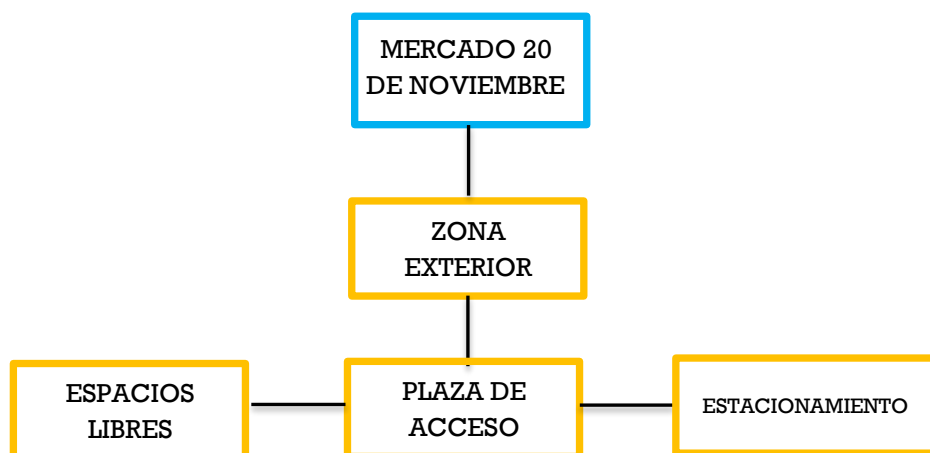 MERCADO 20
DE NOVIEMBRE
ZONA
EXTERIOR
ESPACIOS
LIBRES
PLAZA DE
ACCESO
ESTACIONAMIENTO